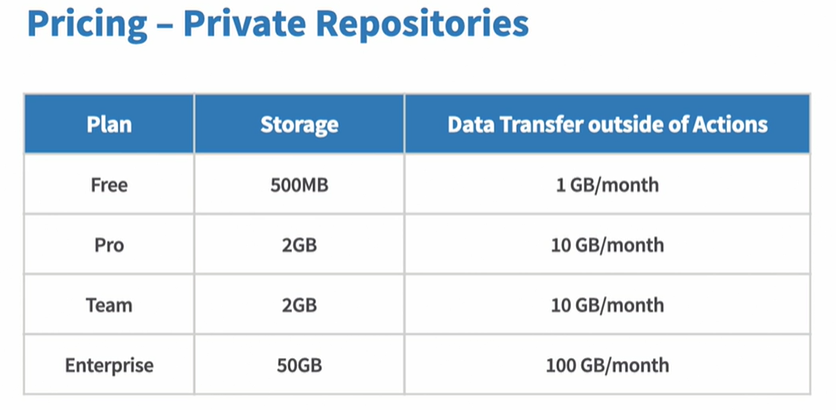 Pricing – Private Repositories
Plan Storage Data Transfer outside of Actions
Free 500MB 1 GB/month
Pro 2GB 10 GB/month
Team 2GB 10 GB/month
Enterprise 50GB 100 GB/month